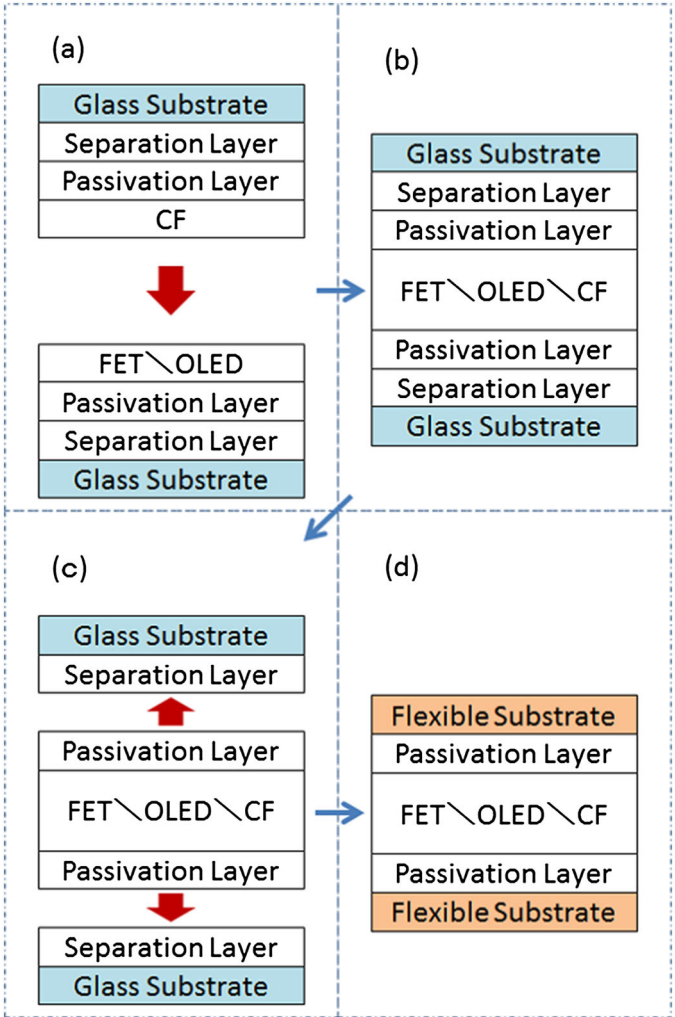 (a)
Glass Substrate
Separation Layer
Passivation Layer
CF
FET＼OLED
Passivation Layer
Separation Layer
Glass Substrate
(b)
Glass Substrate
Separation Layer
Passivation Layer
FET＼OLED＼CF
Passivation Layer
Separation Layer
Glass Substrate
(c)
Glass Substrate
Separation Layer
Passivation Layer
FET＼OLED＼CF
Passivation Layer
Separation Layer
Glass Substrate
(d)
Flexible Substrate
Passivation Layer
FET＼OLED＼CF
Passivation Layer
Flexible Substrate